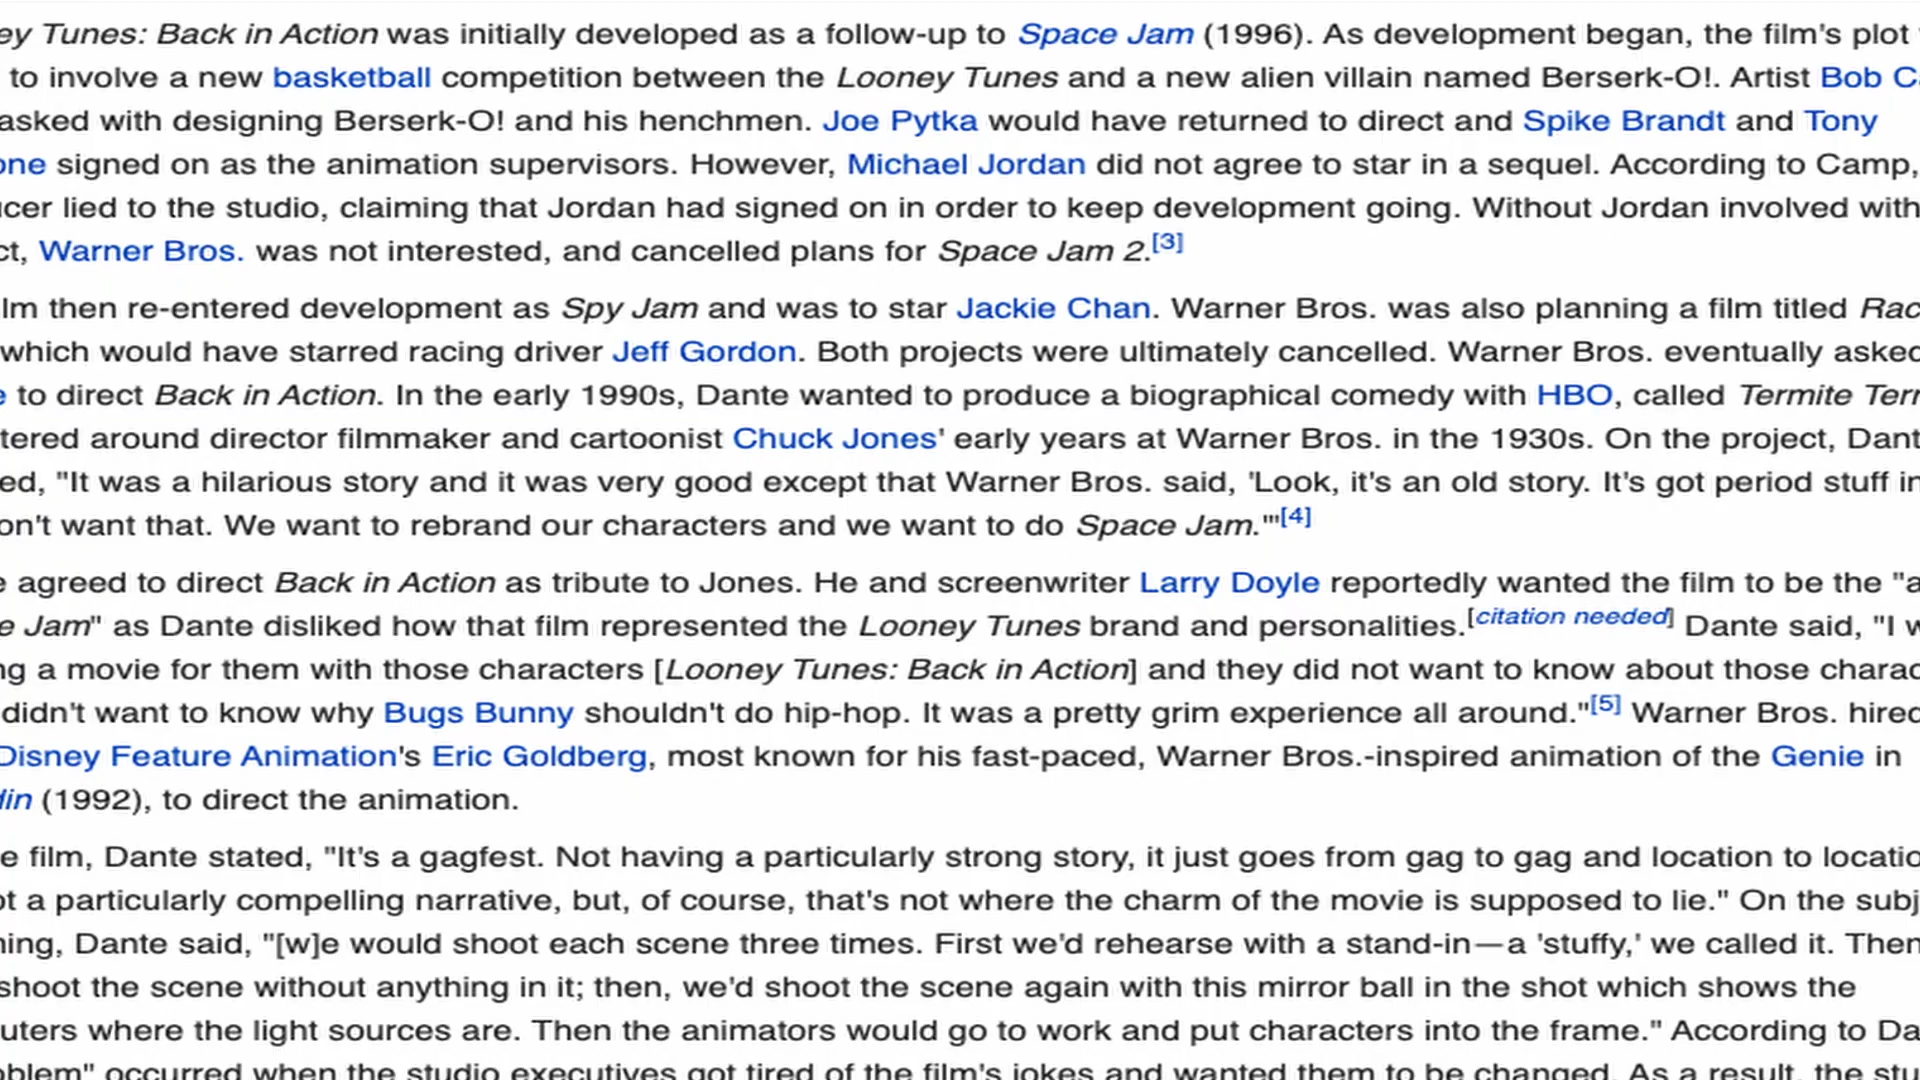 ey Tunes: Back in Action was initially developed as a follow-up to Space Jam (1996). As development began, the film's plot
to involve a new basketball competition between the Looney Tunes and a new alien villain named Berserk-O!. Artist Bob C
asked with designing Berserk-O! and his henchmen. Joe Pytka would have returned to direct and Spike Brandt and Tony
one signed on as the animation supervisors. However, Michael Jordan did not agree to star in a sequel. According to Camp,
cer lied to the studio, claiming that Jordan had signed on in order to keep development going. Without Jordan involved with
ct, Warner Bros. was not interested, and cancelled plans for Space Jam 2.[3]
lm then re-entered development as Spy Jam and was to star Jackie Chan. Warner Bros. was also planning a film titled Rac
which would have starred racing driver Jeff Gordon. Both projects were ultimately cancelled. Warner Bros. eventually asked
e to direct Back in Action. In the early 1990s, Dante wanted to produce a biographical comedy with HBO, called Termite Terr
tered around director filmmaker and cartoonist Chuck Jones' early years at Warner Bros. in the 1930s. On the project, Dant
ed, "It was a hilarious story and it was very good except that Warner Bros. said, 'Look, it's an old story. It's got period stuff in
on't want that. We want to rebrand our characters and we want to do Space Jam.'"[4]
e agreed to direct Back in Action as tribute to Jones. He and screenwriter Larry Doyle reportedly wanted the film to be the "a
e Jam" as Dante disliked how that film represented the Looney Tunes brand and personalities.[citation needed] Dante said, "I w
ng a movie for them with those characters [Looney Tunes: Back in Action] and they did not want to know about those charac
didn't want to know why Bugs Bunny shouldn't do hip-hop. It was a pretty grim experience all around."[5] Warner Bros. hired
Disney Feature Animation's Eric Goldberg, most known for his fast-paced, Warner Bros.-inspired animation of the Genie in
din (1992), to direct the animation.
e film, Dante stated, "It's a gagfest. Not having a particularly strong story, it just goes from gag to gag and location to locatio
ot a particularly compelling narrative, but, of course, that's not where the charm of the movie is supposed to lie." On the subj
ning, Dante said, "[w]e would shoot each scene three times. First we'd rehearse with a stand-in—a 'stuffy,' we called it. Then
shoot the scene without anything in it; then, we'd shoot the scene again with this mirror ball in the shot which shows the
uters where the light sources are. Then the animators would go to work and put characters into the frame." According to Da
oblem" occurred when the studio executives got tired of the film's jokes and wanted them to be changed. As a result, the stu